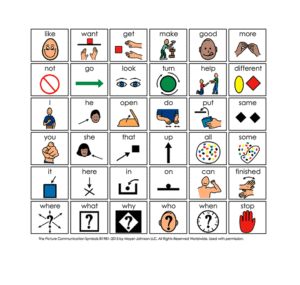 like want get make good more
not go look turn help different
I he open do put same
you she that up all some
it here in on can finished
where what why who when stop
? ? ?
The Picture Communication Symbols ©1981–2015 by Mayer-Johnson LLC. All Rights Reserved Worldwide. Used with permission.